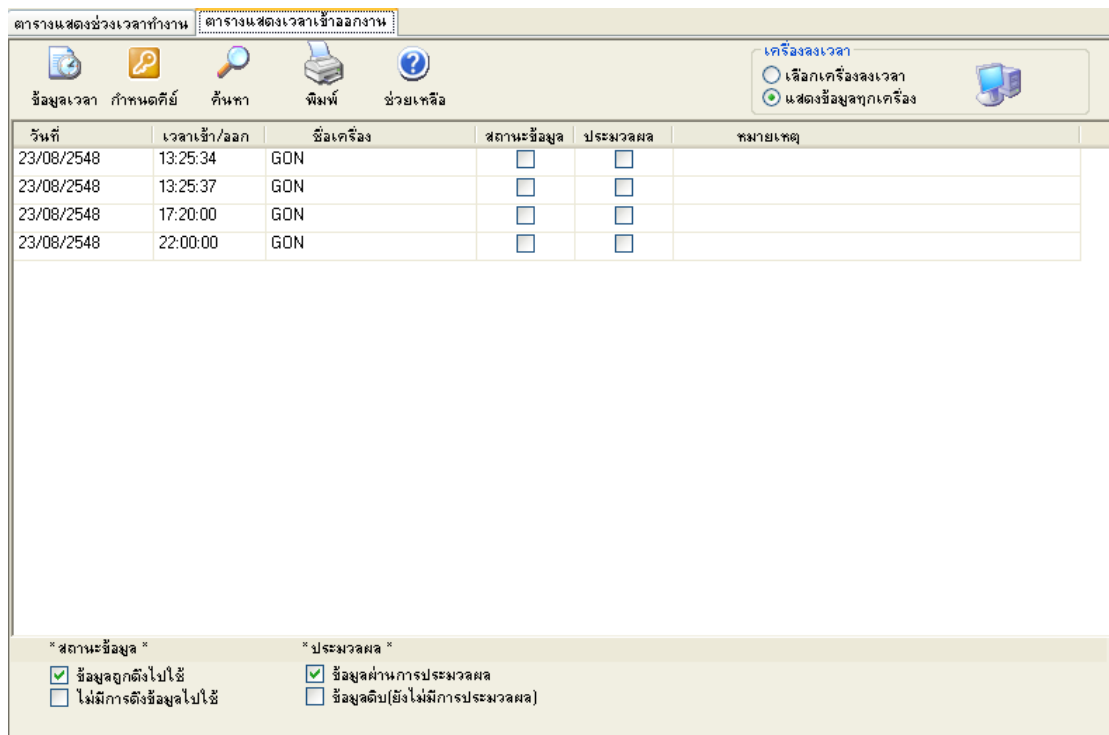 ตารางแสดงช่วงเวลาทำงาน ตารางแสดงเวลาเข้าออกงาน
เครื่องลงเวลา
เลือกเครื่องลงเวลา
แสดงข้อมูลทุกเครื่อง
ข้อมูลเวลา กำหนดคีย์ ค้นหา พิมพ์ ช่วยเหลือ
วันที่ เวลาเข้า/ออก ชื่อเครื่อง สถานะข้อมูล ประมวลผล หมายเหตุ
23/08/2548 13:25:34 GON
23/08/2548 13:25:37 GON
23/08/2548 17:20:00 GON
23/08/2548 22:00:00 GON
* สถานะข้อมูล * * ประมวลผล *
ข้อมูลถูกดึงไปใช้ ข้อมูลผ่านการประมวลผล
ไม่มีการดึงข้อมูลไปใช้ ข้อมูลดิบ(ยังไม่มีการประมวลผล)